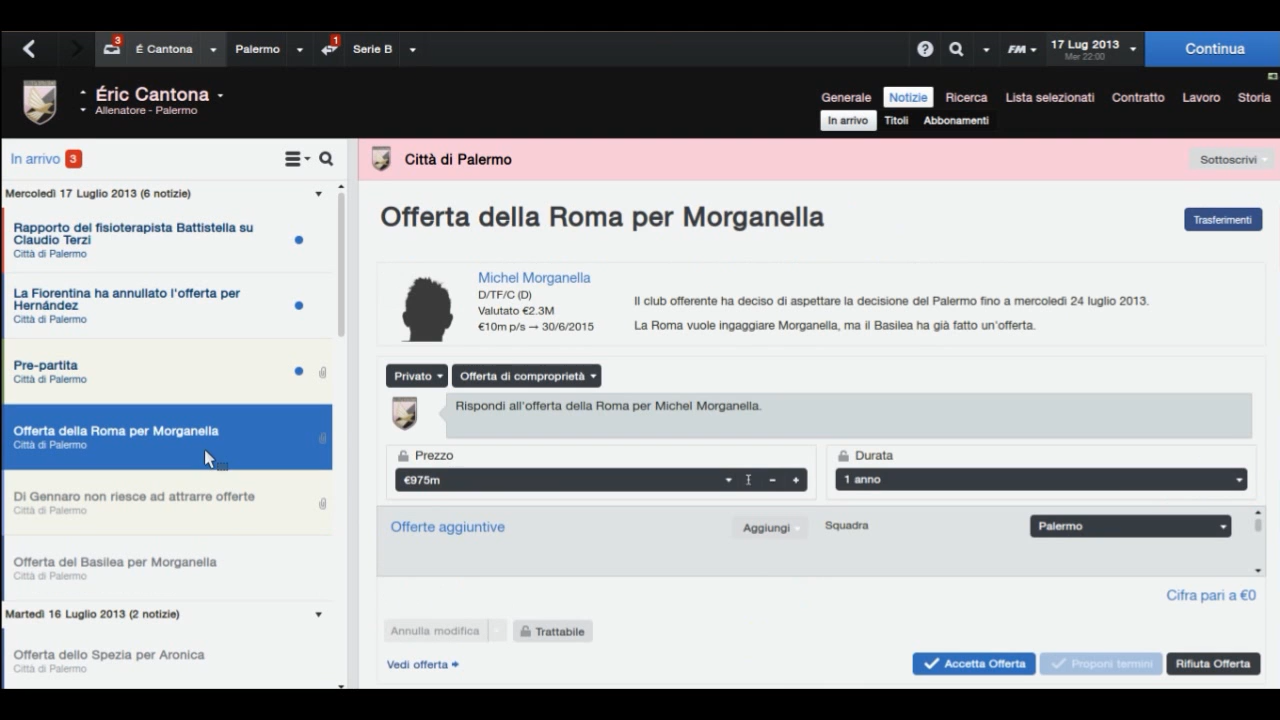 3
É Cantona
Palermo
1
Serie B
FM
17 Lug 2013
Mer 22:00
Continua
Éric Cantona
Allenatore - Palermo
Generale
Notizie
Ricerca
Lista selezionati
Contratto
Lavoro
Storia
In arrivo
Titoli
Abbonamenti
In arrivo 3
Mercoledì 17 Luglio 2013 (6 notizie)
Rapporto del fisioterapista Battistella su
Claudio Terzi
Città di Palermo
La Fiorentina ha annullato l'offerta per
Hernández
Città di Palermo
Pre-partita
Città di Palermo
Offerta della Roma per Morganella
Città di Palermo
Di Gennaro non riesce ad attrarre offerte
Città di Palermo
Offerta del Basilea per Morganella
Città di Palermo
Martedì 16 Luglio 2013 (2 notizie)
Offerta dello Spezia per Aronica
Città di Palermo
Città di Palermo
Sottoscrivi
Offerta della Roma per Morganella
Trasferimenti
Michel Morganella
D/TF/C (D)
Valutato €2.3M
€10m p/s → 30/6/2015
Il club offerente ha deciso di aspettare la decisione del Palermo fino a mercoledì 24 luglio 2013.
La Roma vuole ingaggiare Morganella, ma il Basilea ha già fatto un'offerta.
Privato
Offerta di comproprietà
Rispondi all'offerta della Roma per Michel Morganella.
Prezzo
€975m
Durata
1 anno
Offerte aggiuntive
Aggiungi
Squadra
Palermo
Cifra pari a €0
Annulla modifica
Trattabile
Vedi offerta
Accetta Offerta
Proponi termini
Rifiuta Offerta